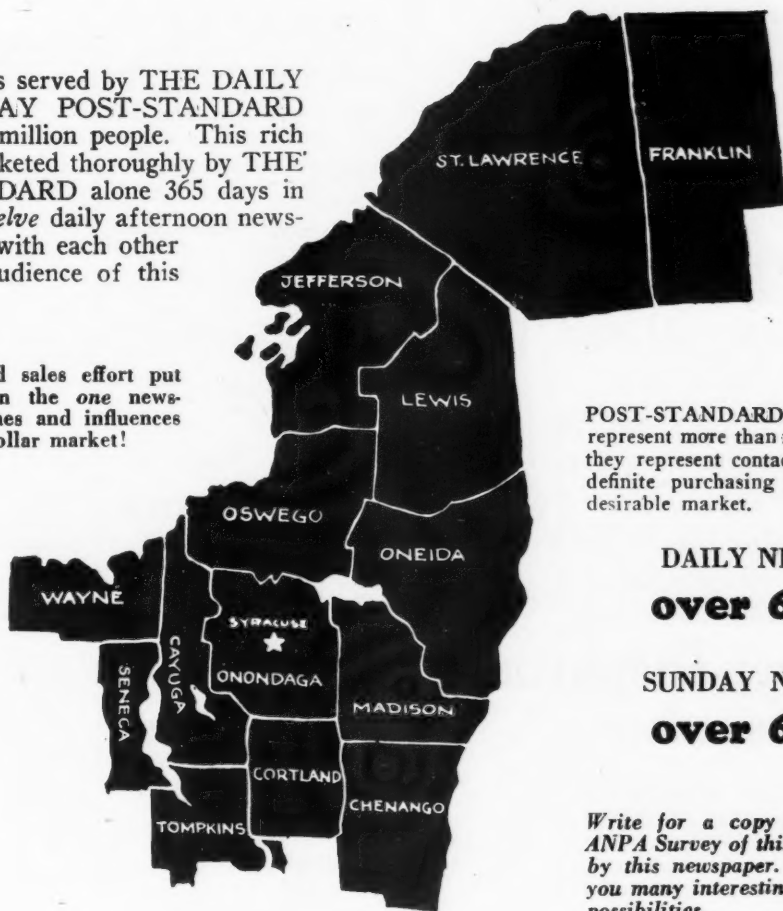 s served by THE DAILY
AY POST-STANDARD
million people. This rich
keted thoroughly by THE
DARD alone 365 days in
elve daily afternoon news-
with each other
udience of this
d sales effort put
n the one news-
nes and influences
ollar market!
ST. LAWRENCE
FRANKLIN
JEFFERSON
LEWIS
OSWEGO
ONEIDA
WAYNE
CAYUGA
SENECA
SYRACUSE
ONONDAGA
MADISON
CORTLAND
CHENANGO
TOMPKINS
POST-STANDARD
represent more than
they represent contac
definite purchasing
desirable market.
DAILY NE
over 6
SUNDAY N
over 6
Write for a copy
ANPA Survey of thi
by this newspaper.
you many interestin
possibilities